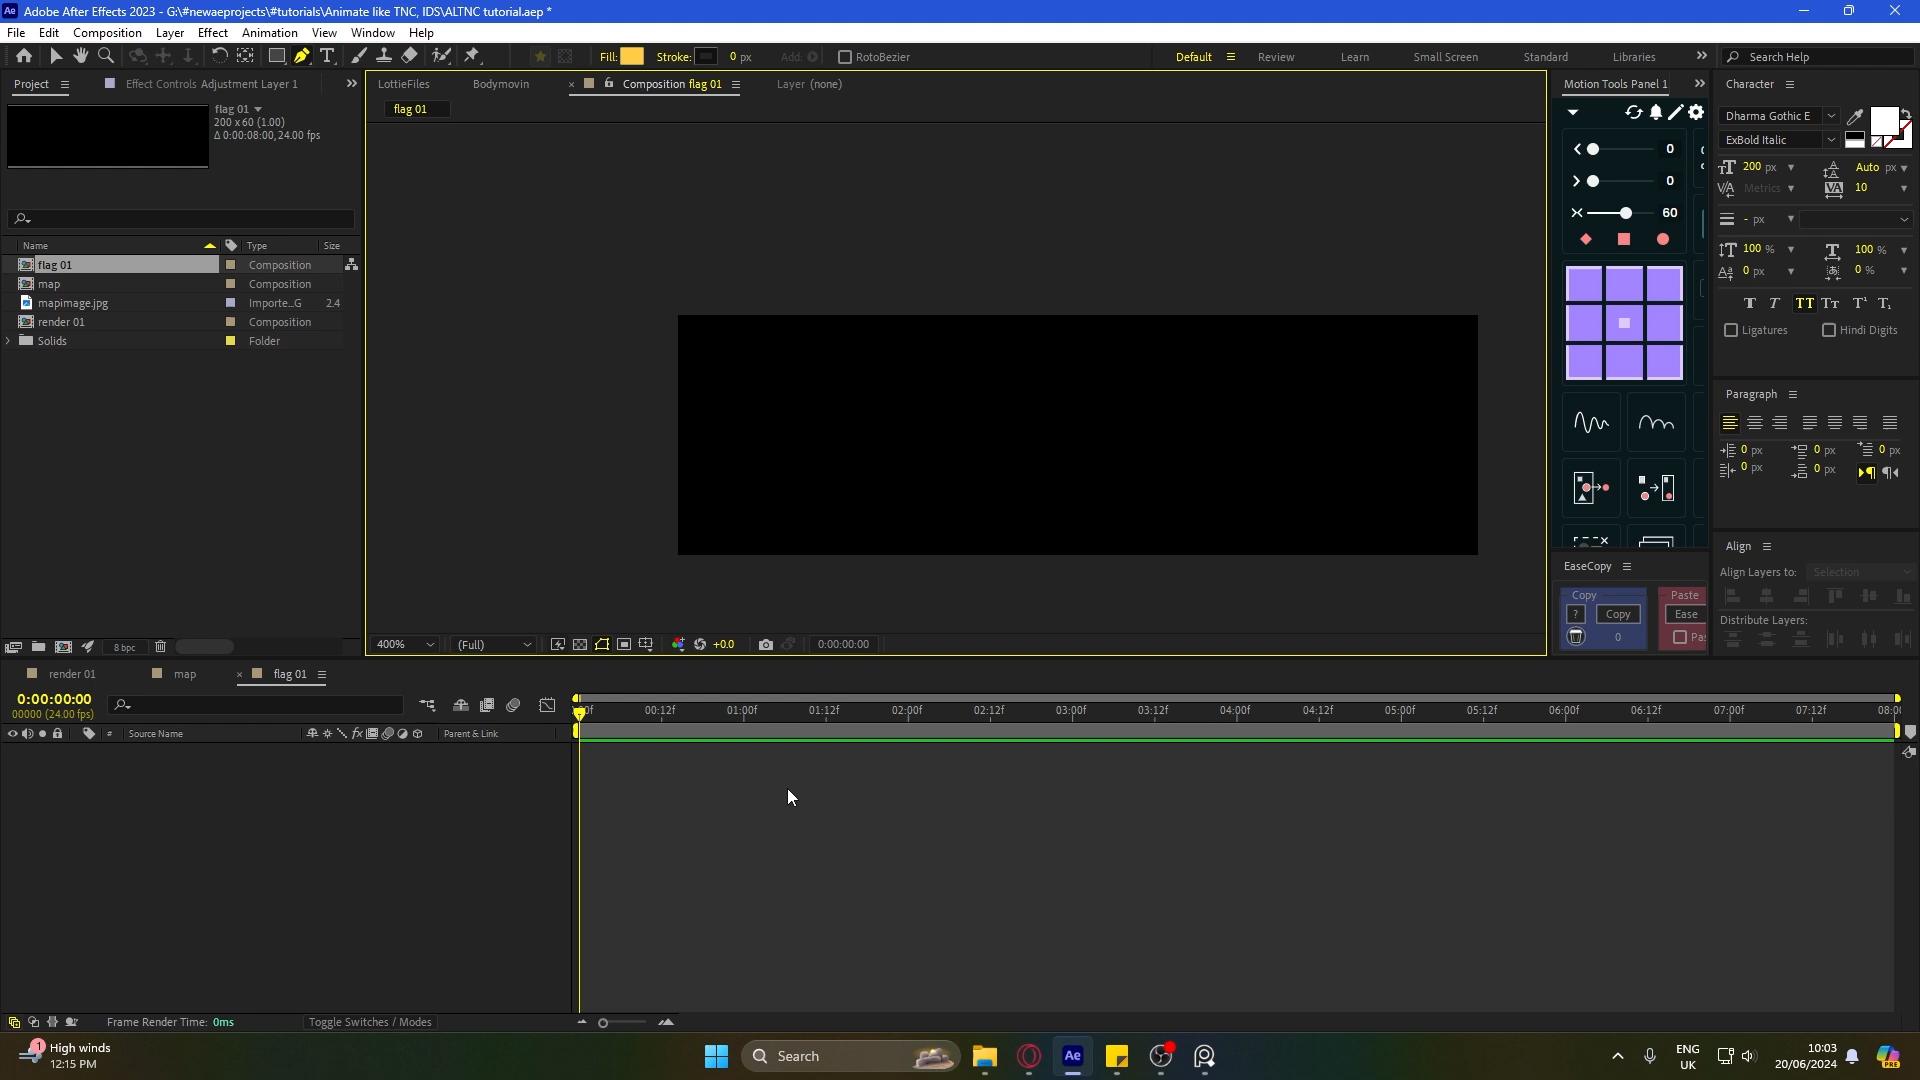 Adobe After Effects 2023 - G:\#newaeprojects\#tutorials\Animate like TNC, IDS\ALTNC tutorial.aep *
File Edit Composition Layer Effect Animation View Window Help
Fill: Stroke: 0 px Add: RotoBezier Default Review Learn Small Screen Standard Libraries Search Help
Project Effect Controls Adjustment Layer 1
flag 01
200 x 60 (1.00)
Δ 0:00:08:00, 24.00 fps
Name Type Size
flag 01 Composition
map Composition
mapimage.jpg Importe...G 2.4
render 01 Composition
Solids Folder
8 bpc
LottieFiles Bodymovin Composition flag 01 Layer (none)
flag 01
400% (Full) +0.0 0:00:00:00
Motion Tools Panel 1
0
0
60
EaseCopy
Copy Paste
? Copy Ease
0
Character
Dharma Gothic E
ExBold Italic
200 px Auto px
Metrics 10
- px
100 % 100 %
0 px 0 %
Ligatures Hindi Digits
Paragraph
0 px 0 px 0 px
0 px 0 px
Align
Align Layers to: Selection
Distribute Layers:
render 01 map flag 01
0:00:00:00
00000 (24.00 fps)
00:12f 01:00f 01:12f 02:00f 02:12f 03:00f 03:12f 04:00f 04:12f 05:00f 05:12f 06:00f 06:12f 07:00f 07:12f
# Source Name Parent & Link
Frame Render Time: 0ms Toggle Switches / Modes
1 High winds
12:15 PM
Search
Ae
ENG
UK
10:03
20/06/2024
PRE